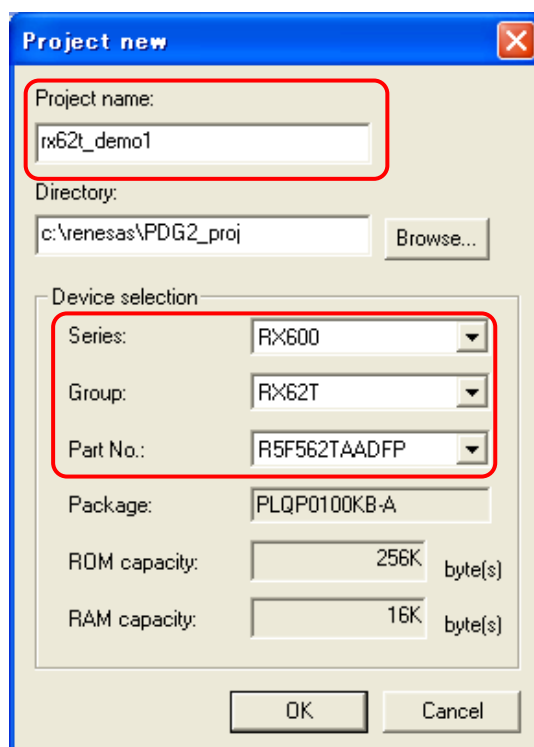 Project new
Project name:
rx62t_demo1
Directory:
c:\renesas\PDG2_proj
Browse...
Device selection
Series: RX600
Group: RX62T
Part No.: R5F562TAADFP
Package: PLQP0100KB-A
ROM capacity: 256K byte(s)
RAM capacity: 16K byte(s)
OK Cancel